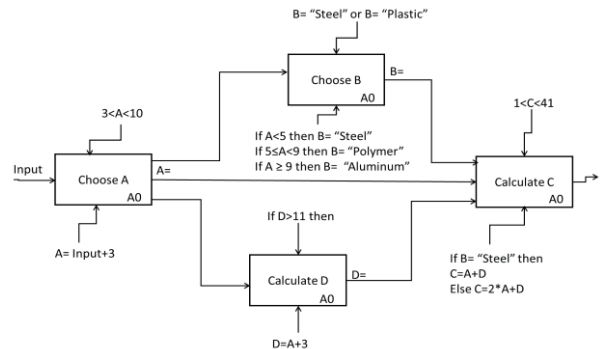 B= “Steel” or B= “Plastic”
Choose B
A0
B=
3<A<10
If A<5 then B= “Steel”
If 5≤A<9 then B= “Polymer”
If A ≥ 9 then B= “Aluminum”
1<C<41
Input
Choose A
A0
A=
Calculate C
A0
A= Input+3
If D>11 then
Calculate D
A0
D=
If B= “Steel” then
C=A+D
Else C=2*A+D
D=A+3